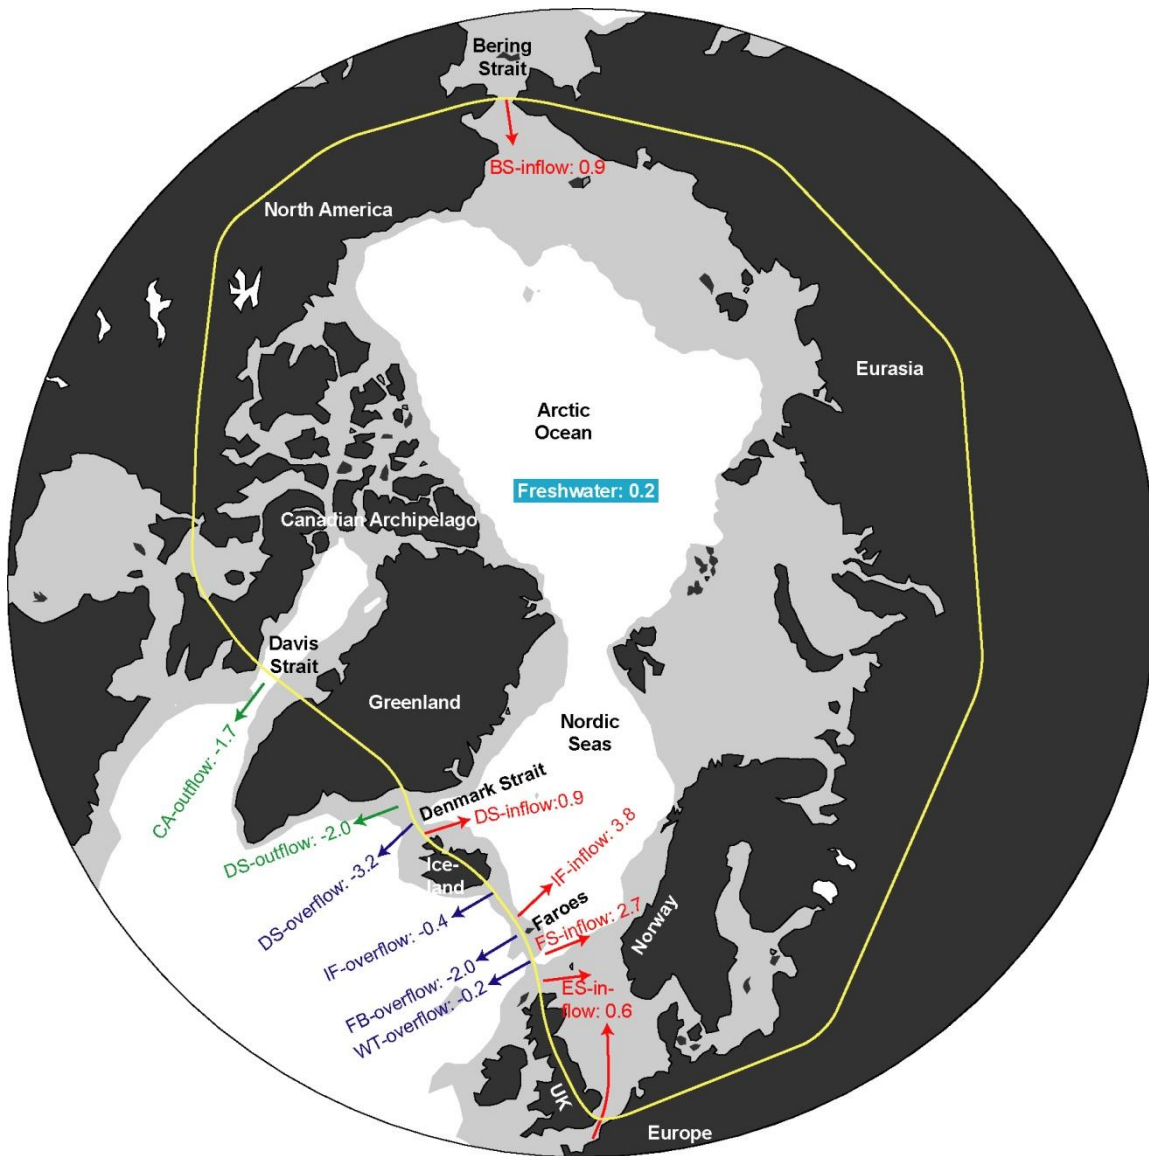 Bering
Strait
BS-inflow: 0.9
North America
Eurasia
Arctic
Ocean
Freshwater: 0.2
Canadian Archipelago
Davis
Strait
Greenland
Nordic
Seas
CA-outflow: -1.7
Denmark Strait
DS-inflow:0.9
DS-outflow: -2.0
IF-inflow: 3.8
Ice-
land
DS-overflow: -3.2
Faroes
FS-inflow: 2.7
Norway
IF-overflow: -0.4
FB-overflow: -2.0
WT-overflow: -0.2
ES-in-
flow: 0.6
UK
Europe